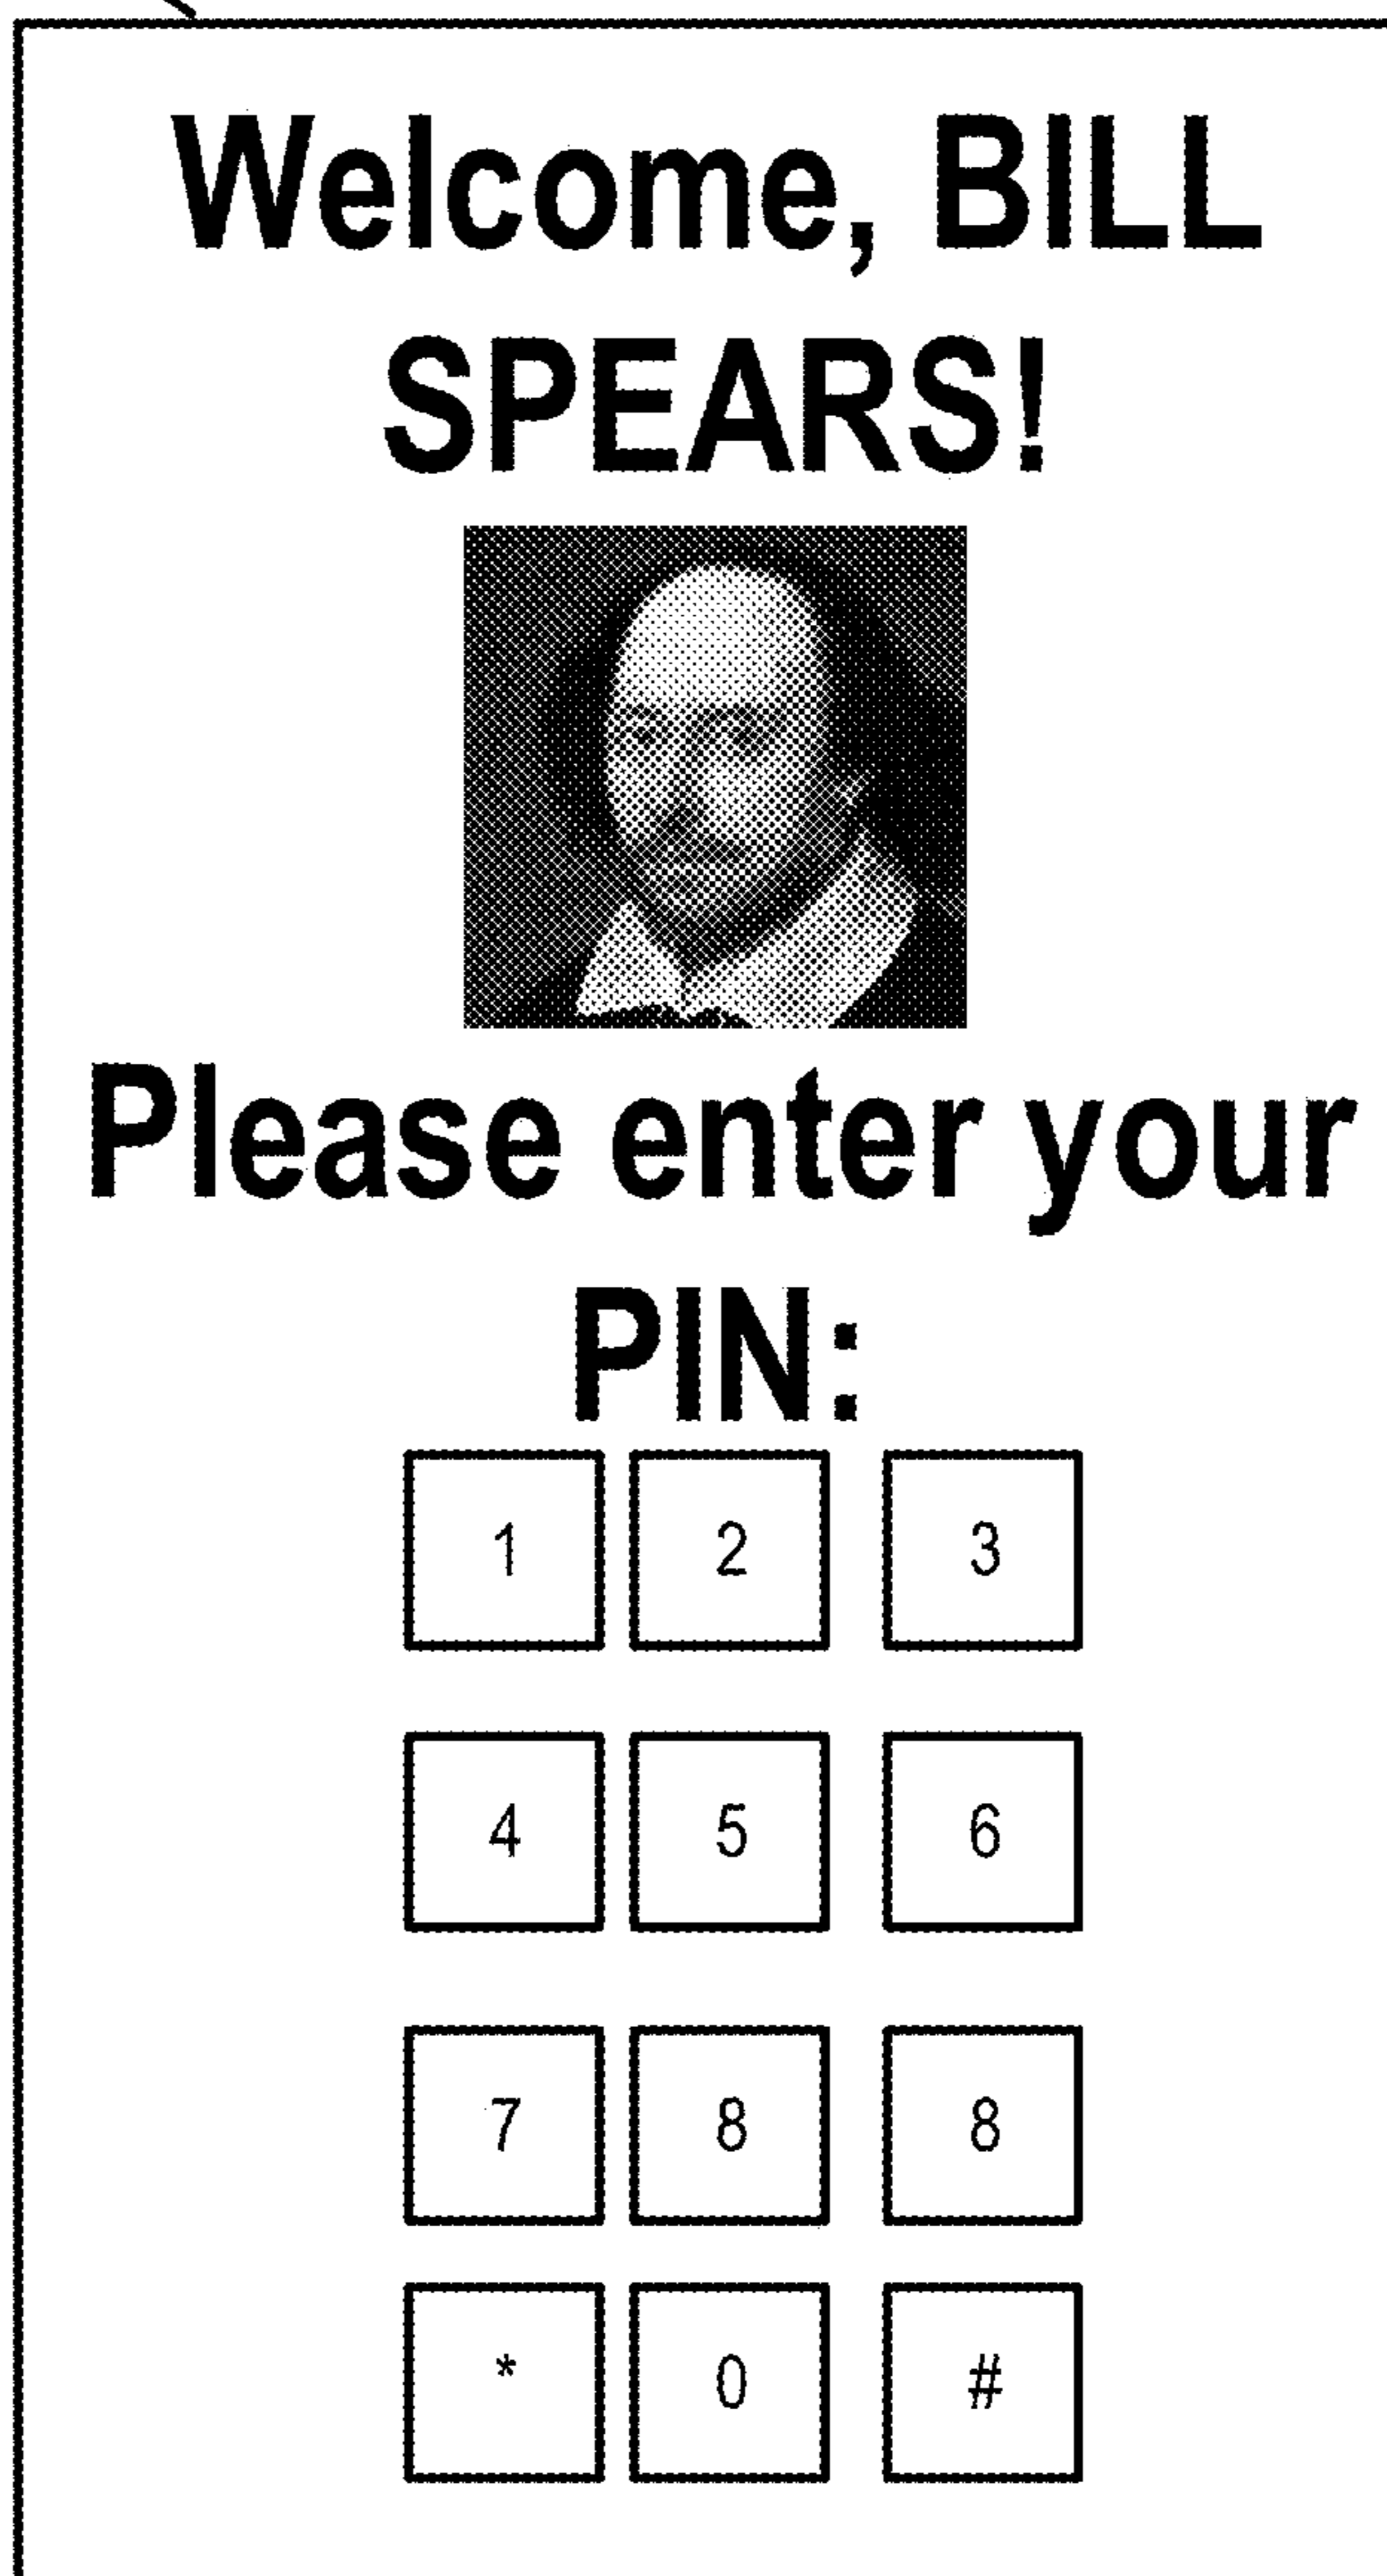 Welcome, BILL
SPEARS!
Please enter your
PIN:
1 2 3
4 5 6
7 8 8
* 0 #